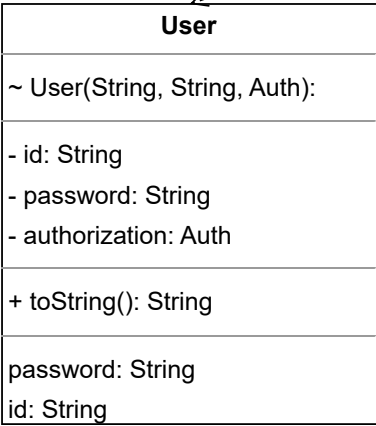 User
~ User(String, String, Auth):
- id: String
- password: String
- authorization: Auth
+ toString(): String
password: String
id: String